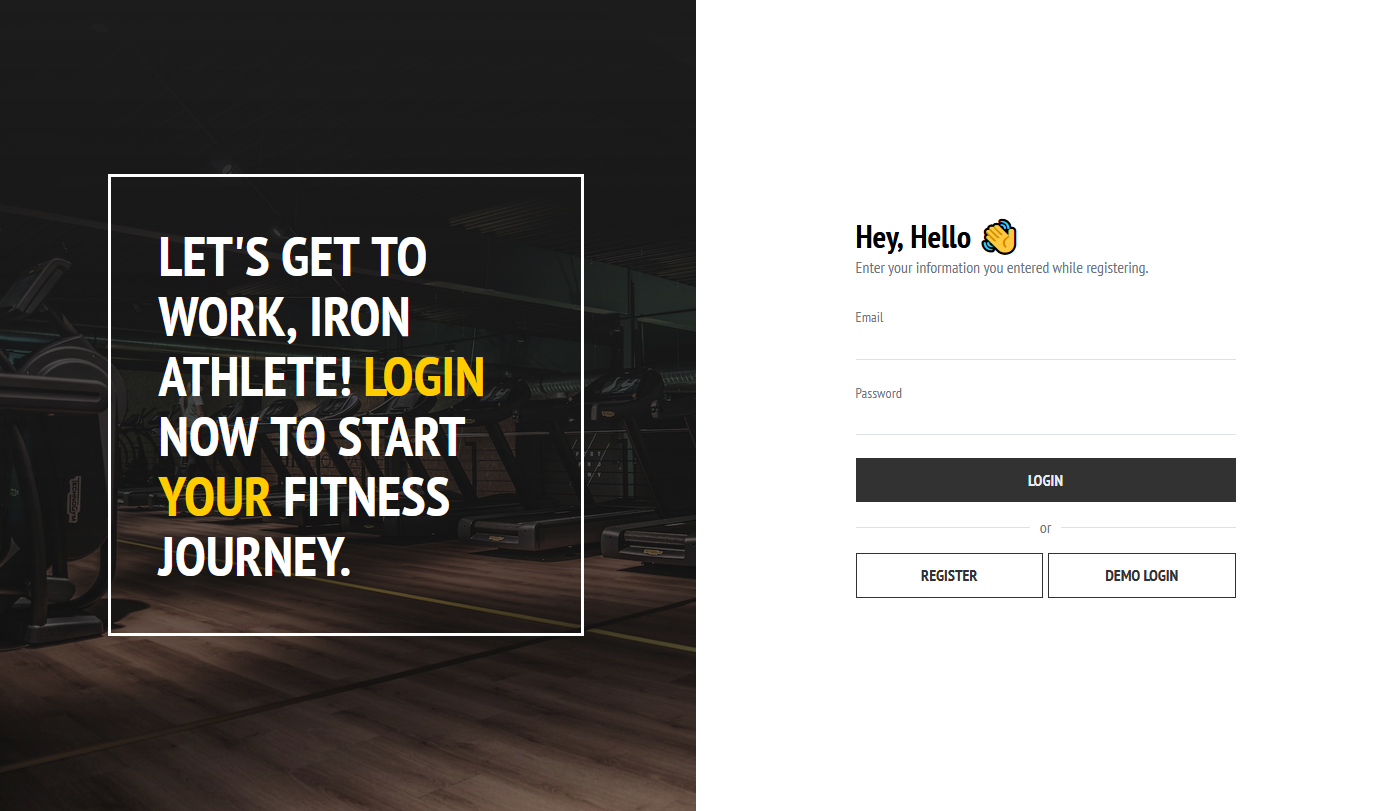 LET'S GET TO
WORK, IRON
ATHLETE! LOGIN
NOW TO START
YOUR FITNESS
JOURNEY.
Hey, Hello 👋
Enter your information you entered while registering.
Email
Password
LOGIN
or
REGISTER
DEMO LOGIN